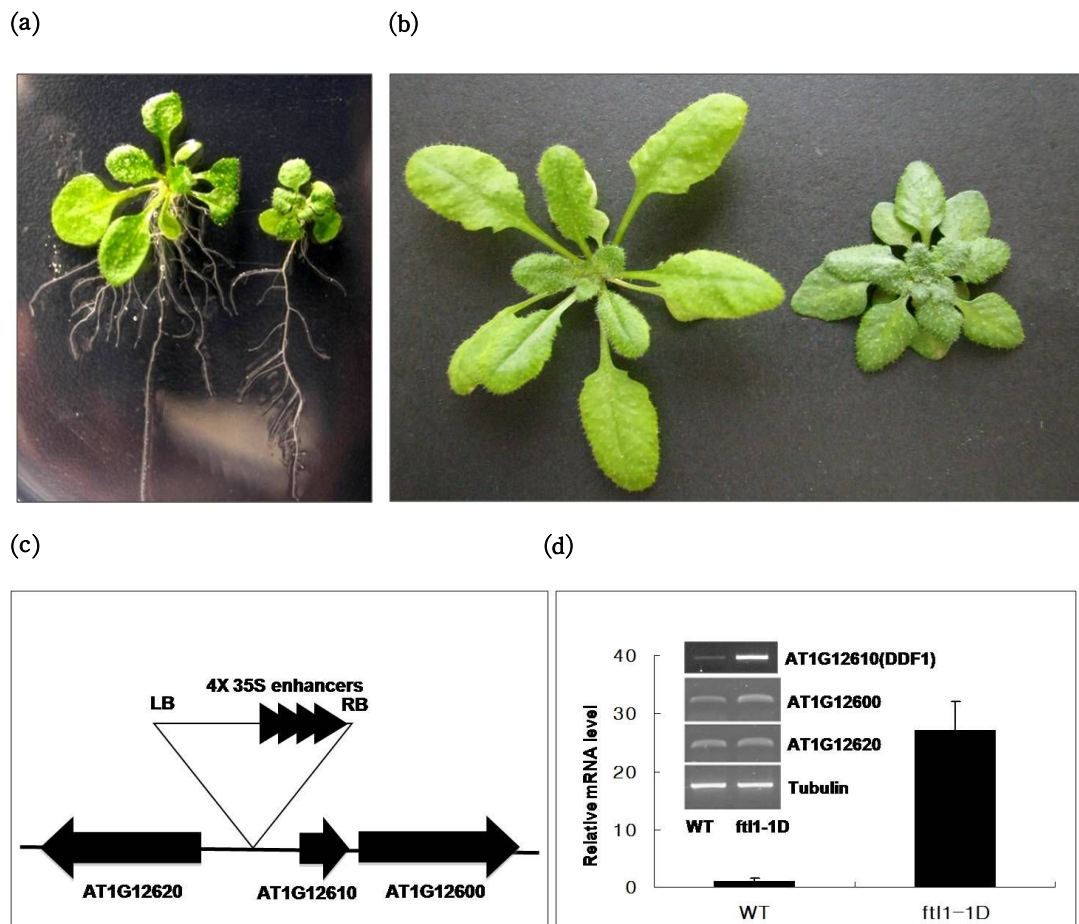 (a)
(b)
(c)
(d)
4X 35S enhancers
LB
RB
AT1G12620
AT1G12610
AT1G12600
Relative mRNA level
40
30
20
10
0
AT1G12610(DDF1)
AT1G12600
AT1G12620
Tubulin
WT
ftl1-1D
WT
ftl1-1D